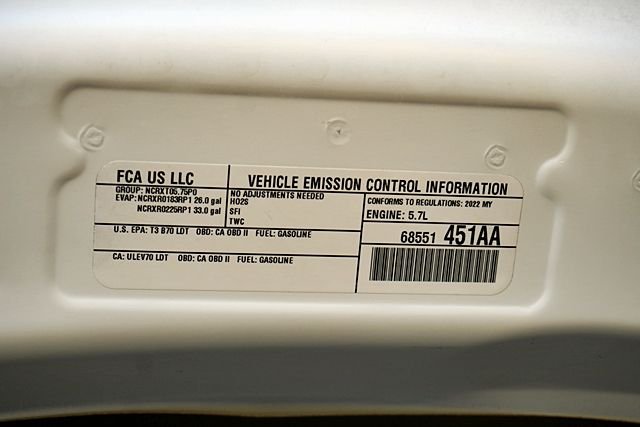 FCA US LLC
VEHICLE EMISSION CONTROL INFORMATION
GROUP: NCRXT05.75P0
EVAP: NCRXR0183RP1 26.0 gal
NCRXR0225RP1 33.0 gal
NO ADJUSTMENTS NEEDED
HO2S
SFI
TWC
CONFORMS TO REGULATIONS: 2022 MY
ENGINE: 5.7L
U.S. EPA: T3 B70 LDT OBD: CA OBD II FUEL: GASOLINE
68551 451AA
CA: ULEV70 LDT OBD: CA OBD II FUEL: GASOLINE